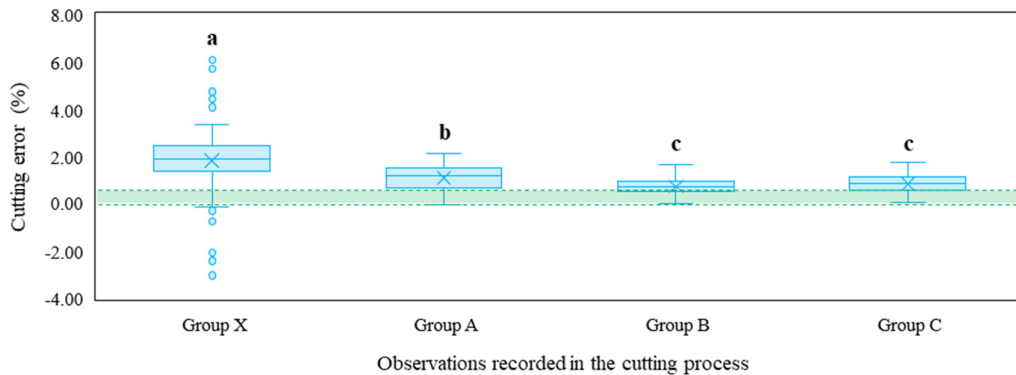 8.00
6.00
4.00
2.00
0.00
-2.00
-4.00
Cutting error (%)
a
b
c
c
Group X
Group A
Group B
Group C
Observations recorded in the cutting process